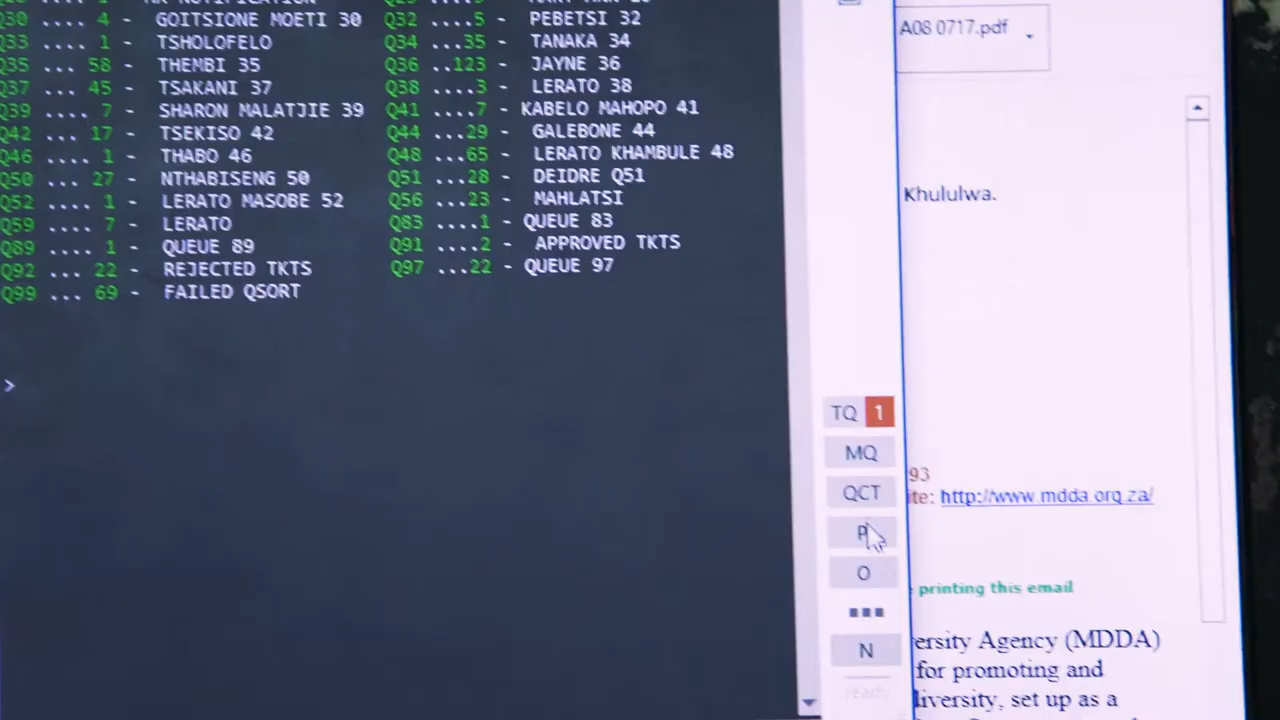 Q30 .... 4 - GOITSIONE MOETI 30 Q32 ....5 - PEBETSI 32
Q33 .... 1 - TSHOLOFELO Q34 ...35 - TANAKA 34
Q35 ... 58 - THEMBI 35 Q36 ..123 - JAYNE 36
Q37 ... 45 - TSAKANI 37 Q38 ....3 - LERATO 38
Q39 .... 7 - SHARON MALATJIE 39 Q41 ....7 - KABELO MAHOPO 41
Q42 ... 17 - TSEKISO 42 Q44 ...29 - GALEBONE 44
Q46 .... 1 - THABO 46 Q48 ...65 - LERATO KHAMBULE 48
Q50 ... 27 - NTHABISENG 50 Q51 ...28 - DEIDRE Q51
Q52 .... 1 - LERATO MASOBE 52 Q56 ...23 - MAHLATSI
Q59 .... 7 - LERATO Q83 ....1 - QUEUE 83
Q89 .... 1 - QUEUE 89 Q91 ....2 - APPROVED TKTS
Q92 ... 22 - REJECTED TKTS Q97 ...22 - QUEUE 97
Q99 ... 69 - FAILED QSORT
>
TQ 1
MQ
QCT
P
O
...
N
ready
A08 0717.pdf
Khululwa.
93
ite: http://www.mdda.org.za/
printing this email
ersity Agency (MDDA)
for promoting and
diversity, set up as a